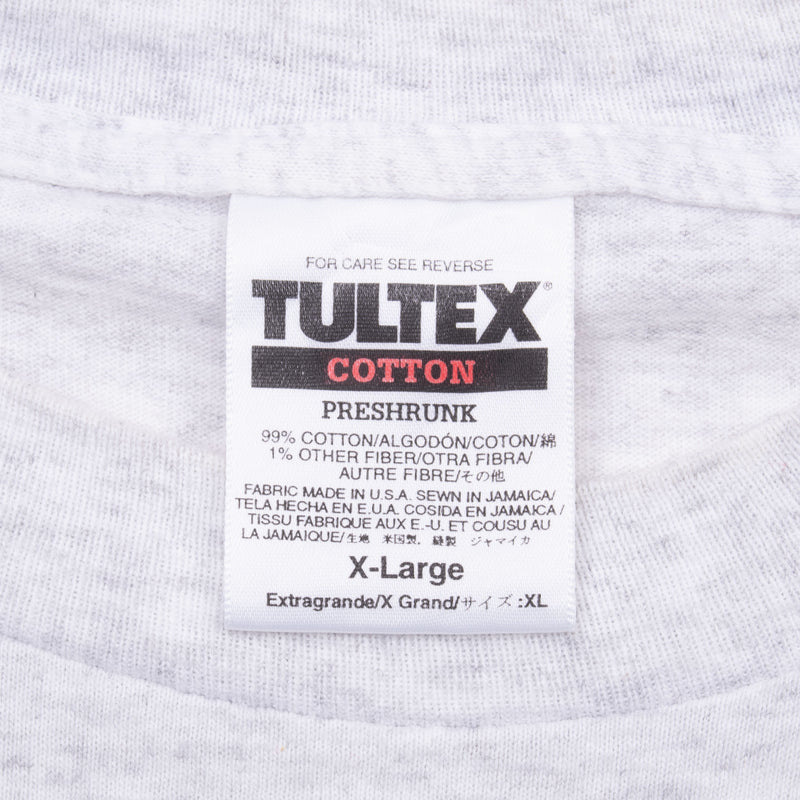 FOR CARE SEE REVERSE
TULTEX®
COTTON
PRESHRUNK
99% COTTON/ALGODÓN/COTON/綿
1% OTHER FIBER/OTRA FIBRA/
AUTRE FIBRE/その他
FABRIC MADE IN U.S.A. SEWN IN JAMAICA/
TELA HECHA EN E.U.A. COSIDA EN JAMAICA/
TISSU FABRIQUE AUX E.-U. ET COUSU AU
LA JAMAIQUE/生地 米国製, 縫製 ジャマイカ
X-Large
Extragrande/X Grand/サイズ:XL